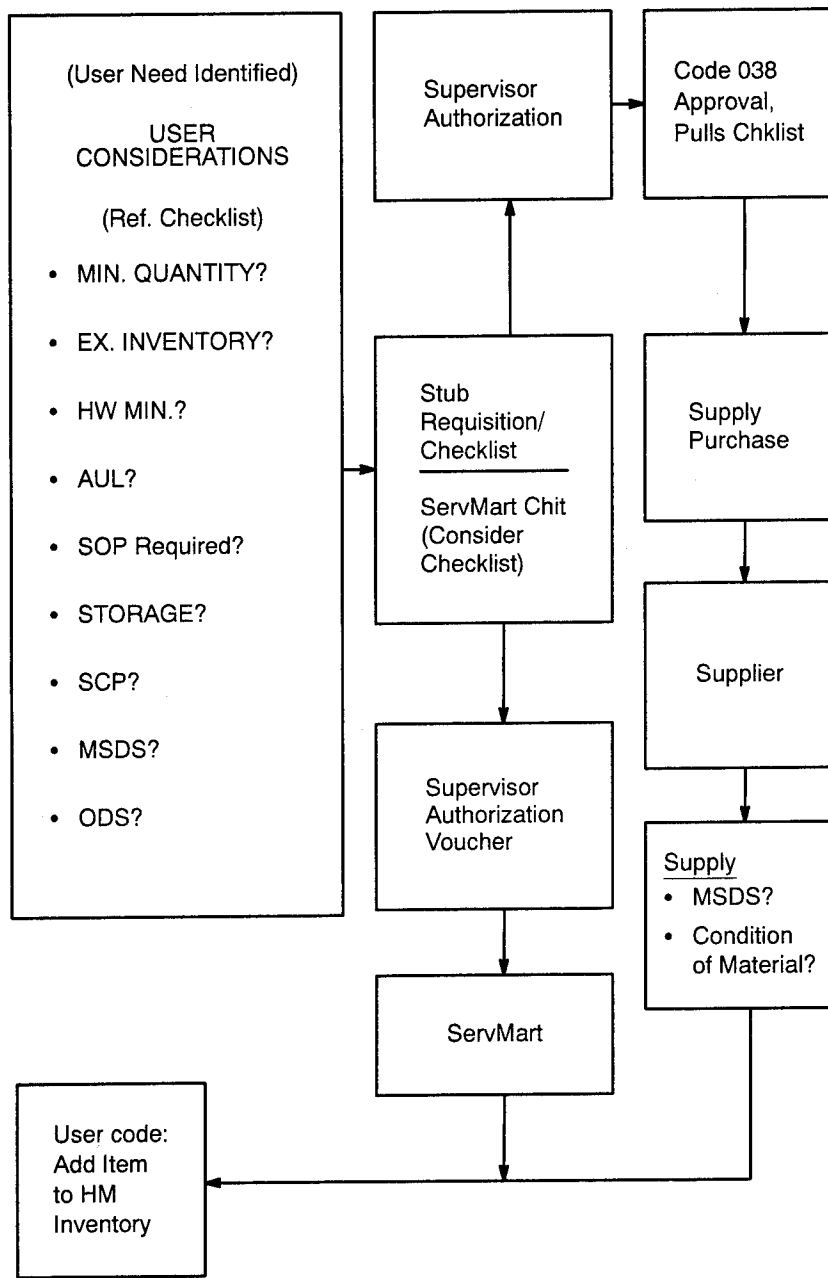 (User Need Identified)
USER
CONSIDERATIONS
(Ref. Checklist)
• MIN. QUANTITY?
• EX. INVENTORY?
• HW MIN.?
• AUL?
• SOP Required?
• STORAGE?
• SCP?
• MSDS?
• ODS?
Supervisor
Authorization
Code 038
Approval,
Pulls Chklist
Stub
Requisition/
Checklist
ServMart Chit
(Consider
Checklist)
Supply
Purchase
Supplier
Supervisor
Authorization
Voucher
Supply
• MSDS?
• Condition
of Material?
ServMart
User code:
Add Item
to HM
Inventory